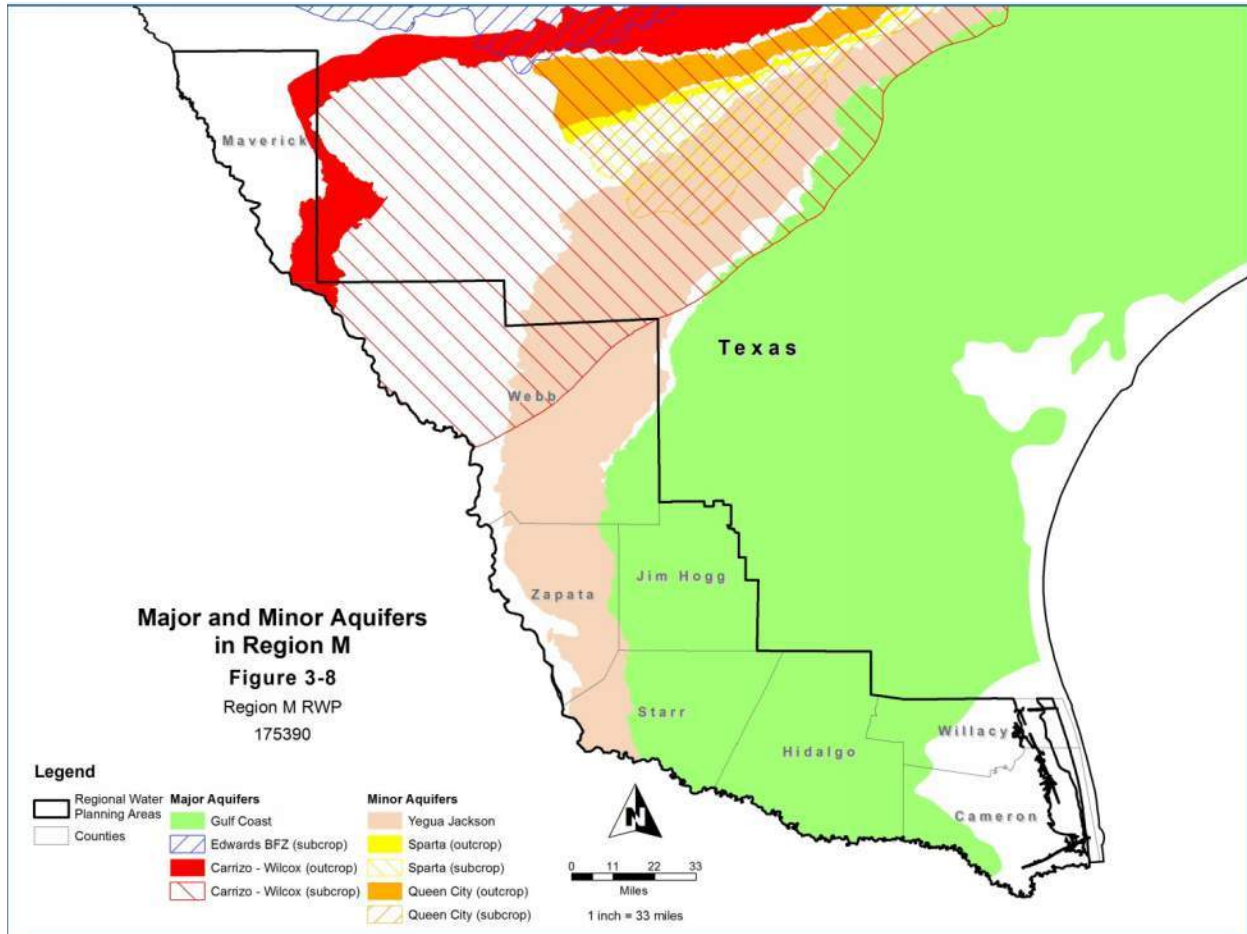 Maverick
Texas
Webb
Jim Hogg
Zapata
Major and Minor Aquifers
in Region M
Figure 3-8
Region M RWP
175390
Starr
Willacy
Hidalgo
Cameron
Legend
Regional Water
Planning Areas
Counties
Major Aquifers
Gulf Coast
Edwards BFZ (subcrop)
Carrizo - Wilcox (outcrop)
Carrizo - Wilcox (subcrop)
Minor Aquifers
Yegua Jackson
Sparta (outcrop)
Sparta (subcrop)
Queen City (outcrop)
Queen City (subcrop)
N
0 11 22 33
Miles
1 inch = 33 miles